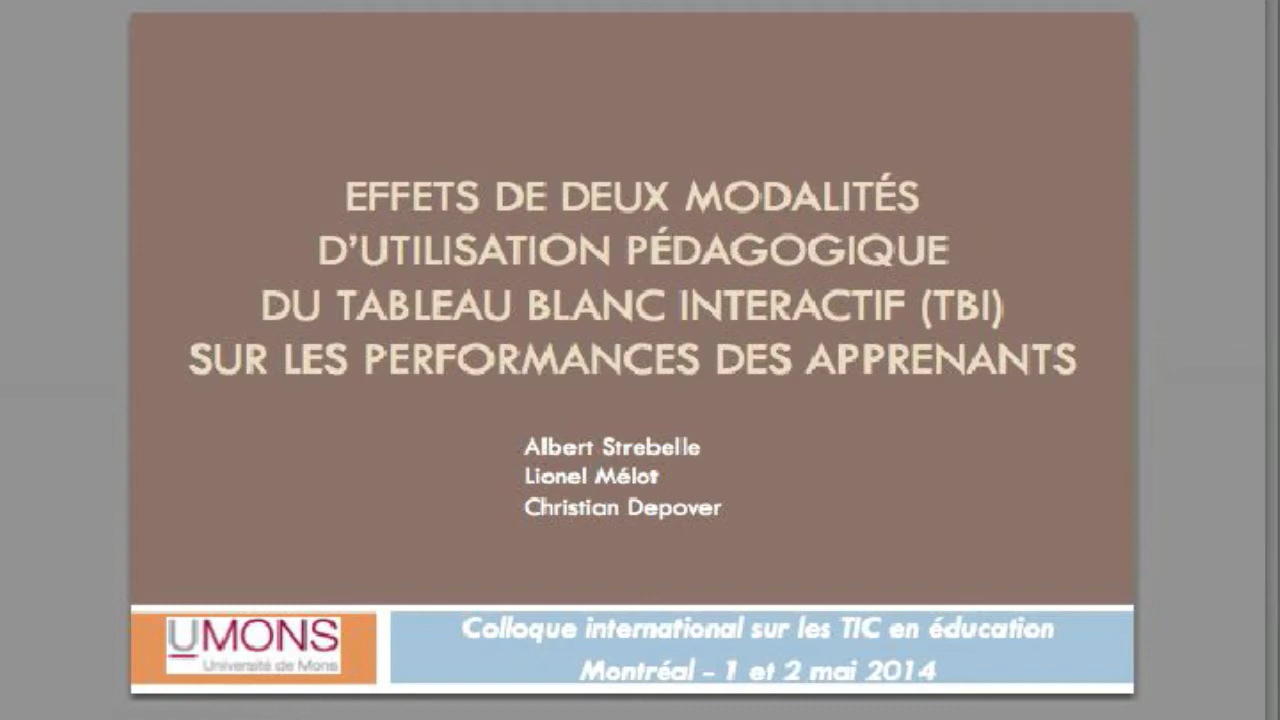 EFFETS DE DEUX MODALITÉS
D'UTILISATION PÉDAGOGIQUE
DU TABLEAU BLANC INTERACTIF (TBI)
SUR LES PERFORMANCES DES APPRENANTS
Albert Strebelle
Lionel Mélot
Christian Depover
UMONS
Université de Mons
Colloque international sur les TIC en éducation
Montréal – 1 et 2 mai 2014